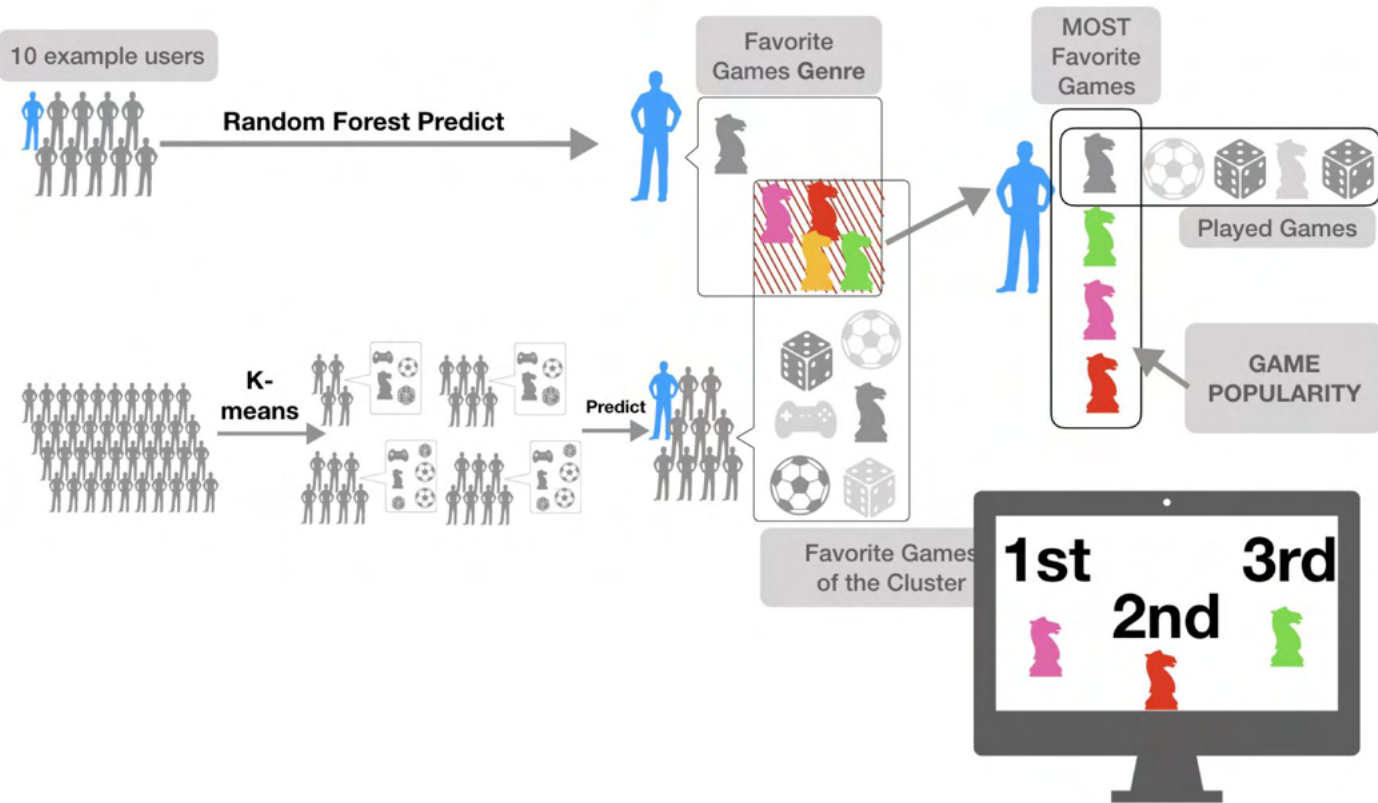 10 example users
Random Forest Predict
Favorite
Games Genre
MOST
Favorite
Games
Played Games
GAME
POPULARITY
K-
means
Predict
Favorite Games
of the Cluster
1st
2nd
3rd